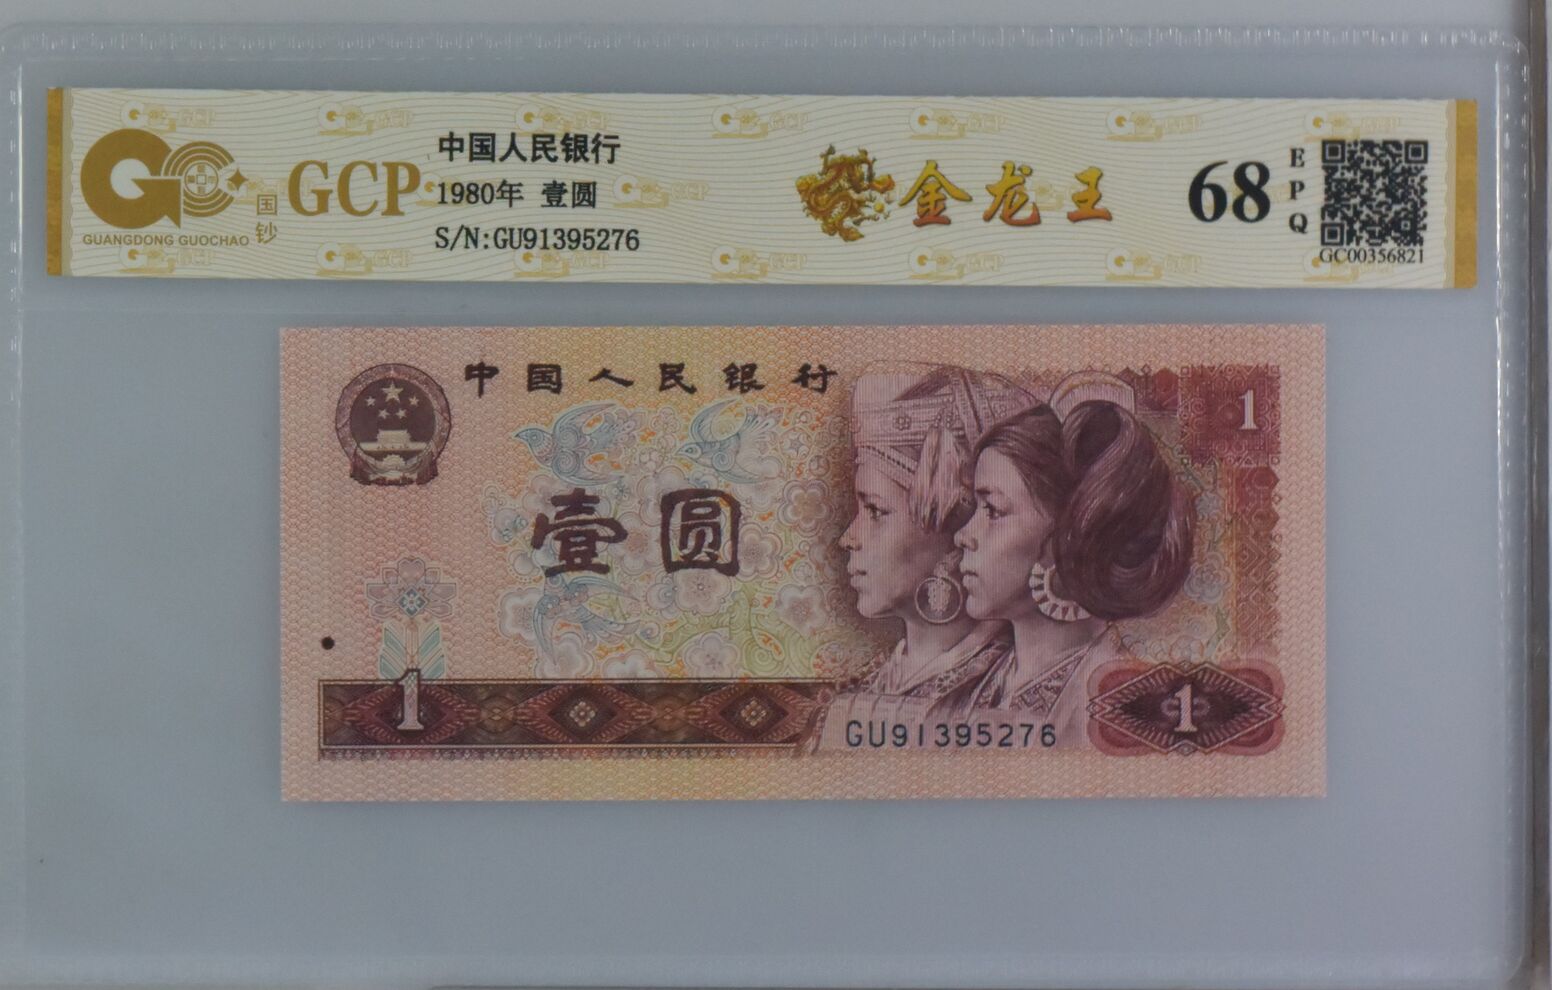 GCP
国钞
GUANGDONG GUOCHAO
中国人民银行
1980年 壹圆
S/N:GU91395276
金龙王
68
EPQ
GC00356821
中国人民银行
1
壹圆
1
GU91395276
1